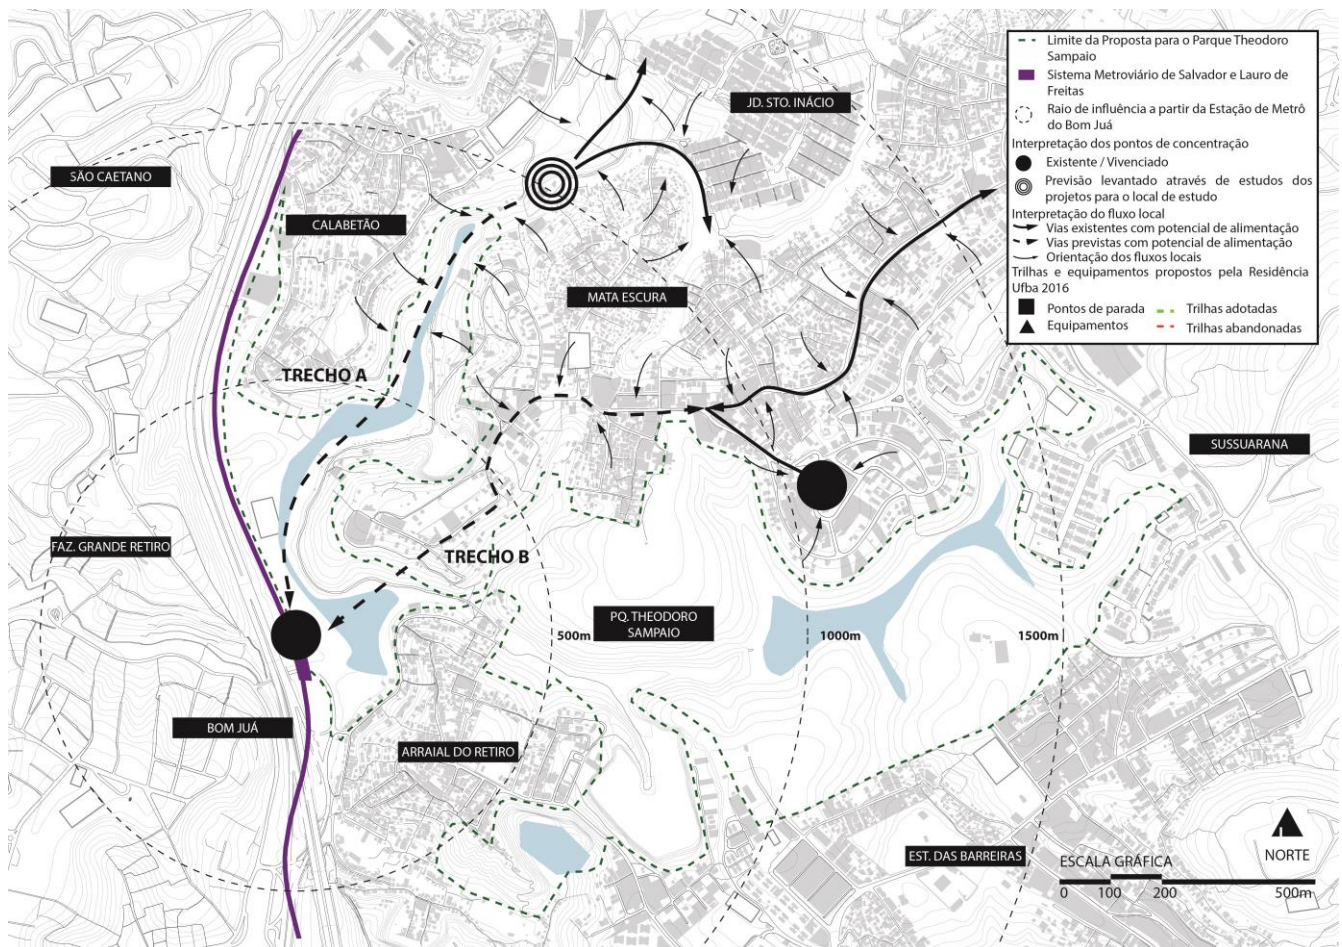 Limite da Proposta para o Parque Theodoro
Sampaio
Sistema Metroviário de Salvador e Lauro de
Freitas
Raio de influência a partir da Estação de Metrô
do Bom Juá
Interpretação dos pontos de concentração
Existente / Vivenciado
Previsão levantado através de estudos dos
projetos para o local de estudo
Interpretação do fluxo local
Vias existentes com potencial de alimentação
Vias previstas com potencial de alimentação
Orientação dos fluxos locais
Trilhas e equipamentos propostos pela Residência
Ufba 2016
Pontos de parada
Trilhas adotadas
Equipamentos
Trilhas abandonadas
JD. STO. INÁCIO
SÃO CAETANO
CALABETÃO
MATA ESCURA
TRECHO A
SUSSUARANA
FAZ. GRANDE RETIRO
TRECHO B
PQ. THEODORO
SAMPAIO
500m
1000m
1500m
BOM JUÁ
ARRAIAL DO RETIRO
EST. DAS BARREIRAS
NORTE
ESCALA GRÁFICA
0 100 200 500m